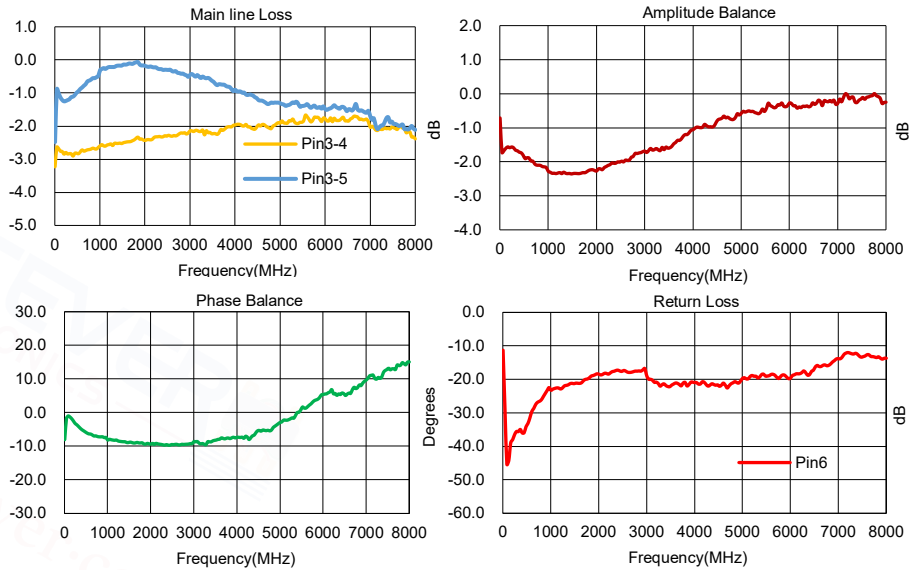 Main line Loss
1.0
0.0
-1.0
-2.0
-3.0
-4.0
-5.0
dB
Pin3-4
Pin3-5
0 1000 2000 3000 4000 5000 6000 7000 8000
Frequency(MHz)
Amplitude Balance
2.0
1.0
0.0
-1.0
-2.0
-3.0
-4.0
dB
0 1000 2000 3000 4000 5000 6000 7000 8000
Frequency(MHz)
Phase Balance
30.0
20.0
10.0
0.0
-10.0
-20.0
-30.0
Degrees
0 1000 2000 3000 4000 5000 6000 7000 8000
Frequency(MHz)
Return Loss
0.0
-10.0
-20.0
-30.0
-40.0
-50.0
-60.0
dB
Pin6
0 1000 2000 3000 4000 5000 6000 7000 8000
Frequency(MHz)